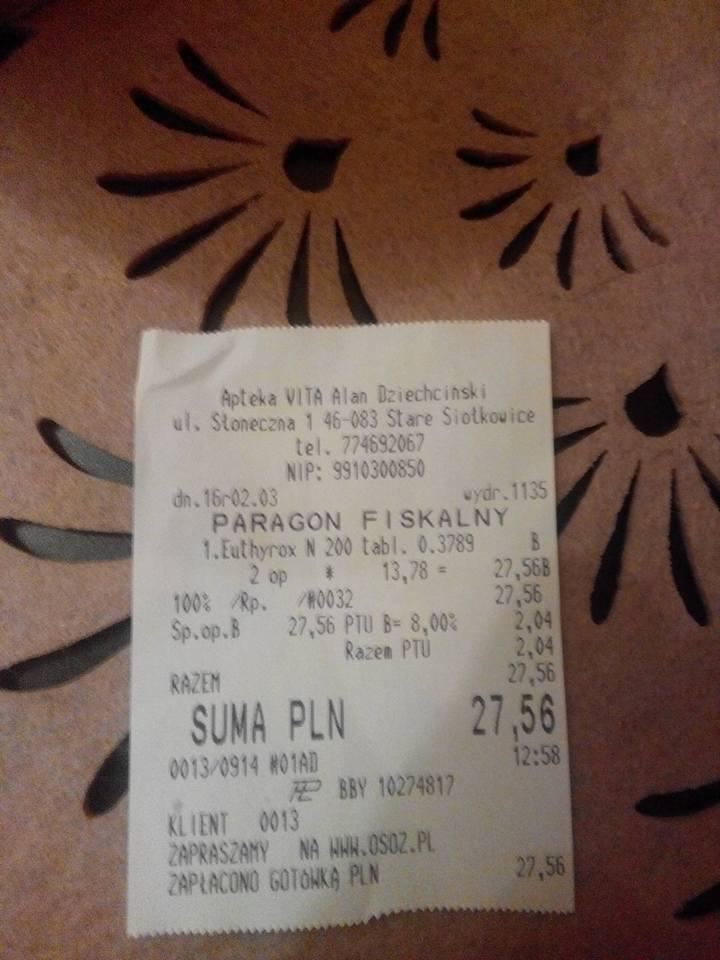 Apteka VITA Alan Dziechciński
ul. Słoneczna 1 46-083 Stare Siołkowice
tel. 774692067
NIP: 9910300850
dn.16r02.03 wydr.1135
PARAGON FISKALNY
1.Euthyrox N 200 tabl. 0.3789 B
2 op * 13,78 = 27,56B
100% /Rp. /#0032 27,56
Sp.op.B 27,56 PTU B= 8,00% 2,04
Razem PTU 2,04
RAZEM 27,56
SUMA PLN 27,56
0013/0914 #01AD 12:58
BBY 10274817
KLIENT 0013
ZAPRASZAMY NA WWW.OSOZ.PL
ZAPŁACONO GOTÓWKĄ PLN 27,56